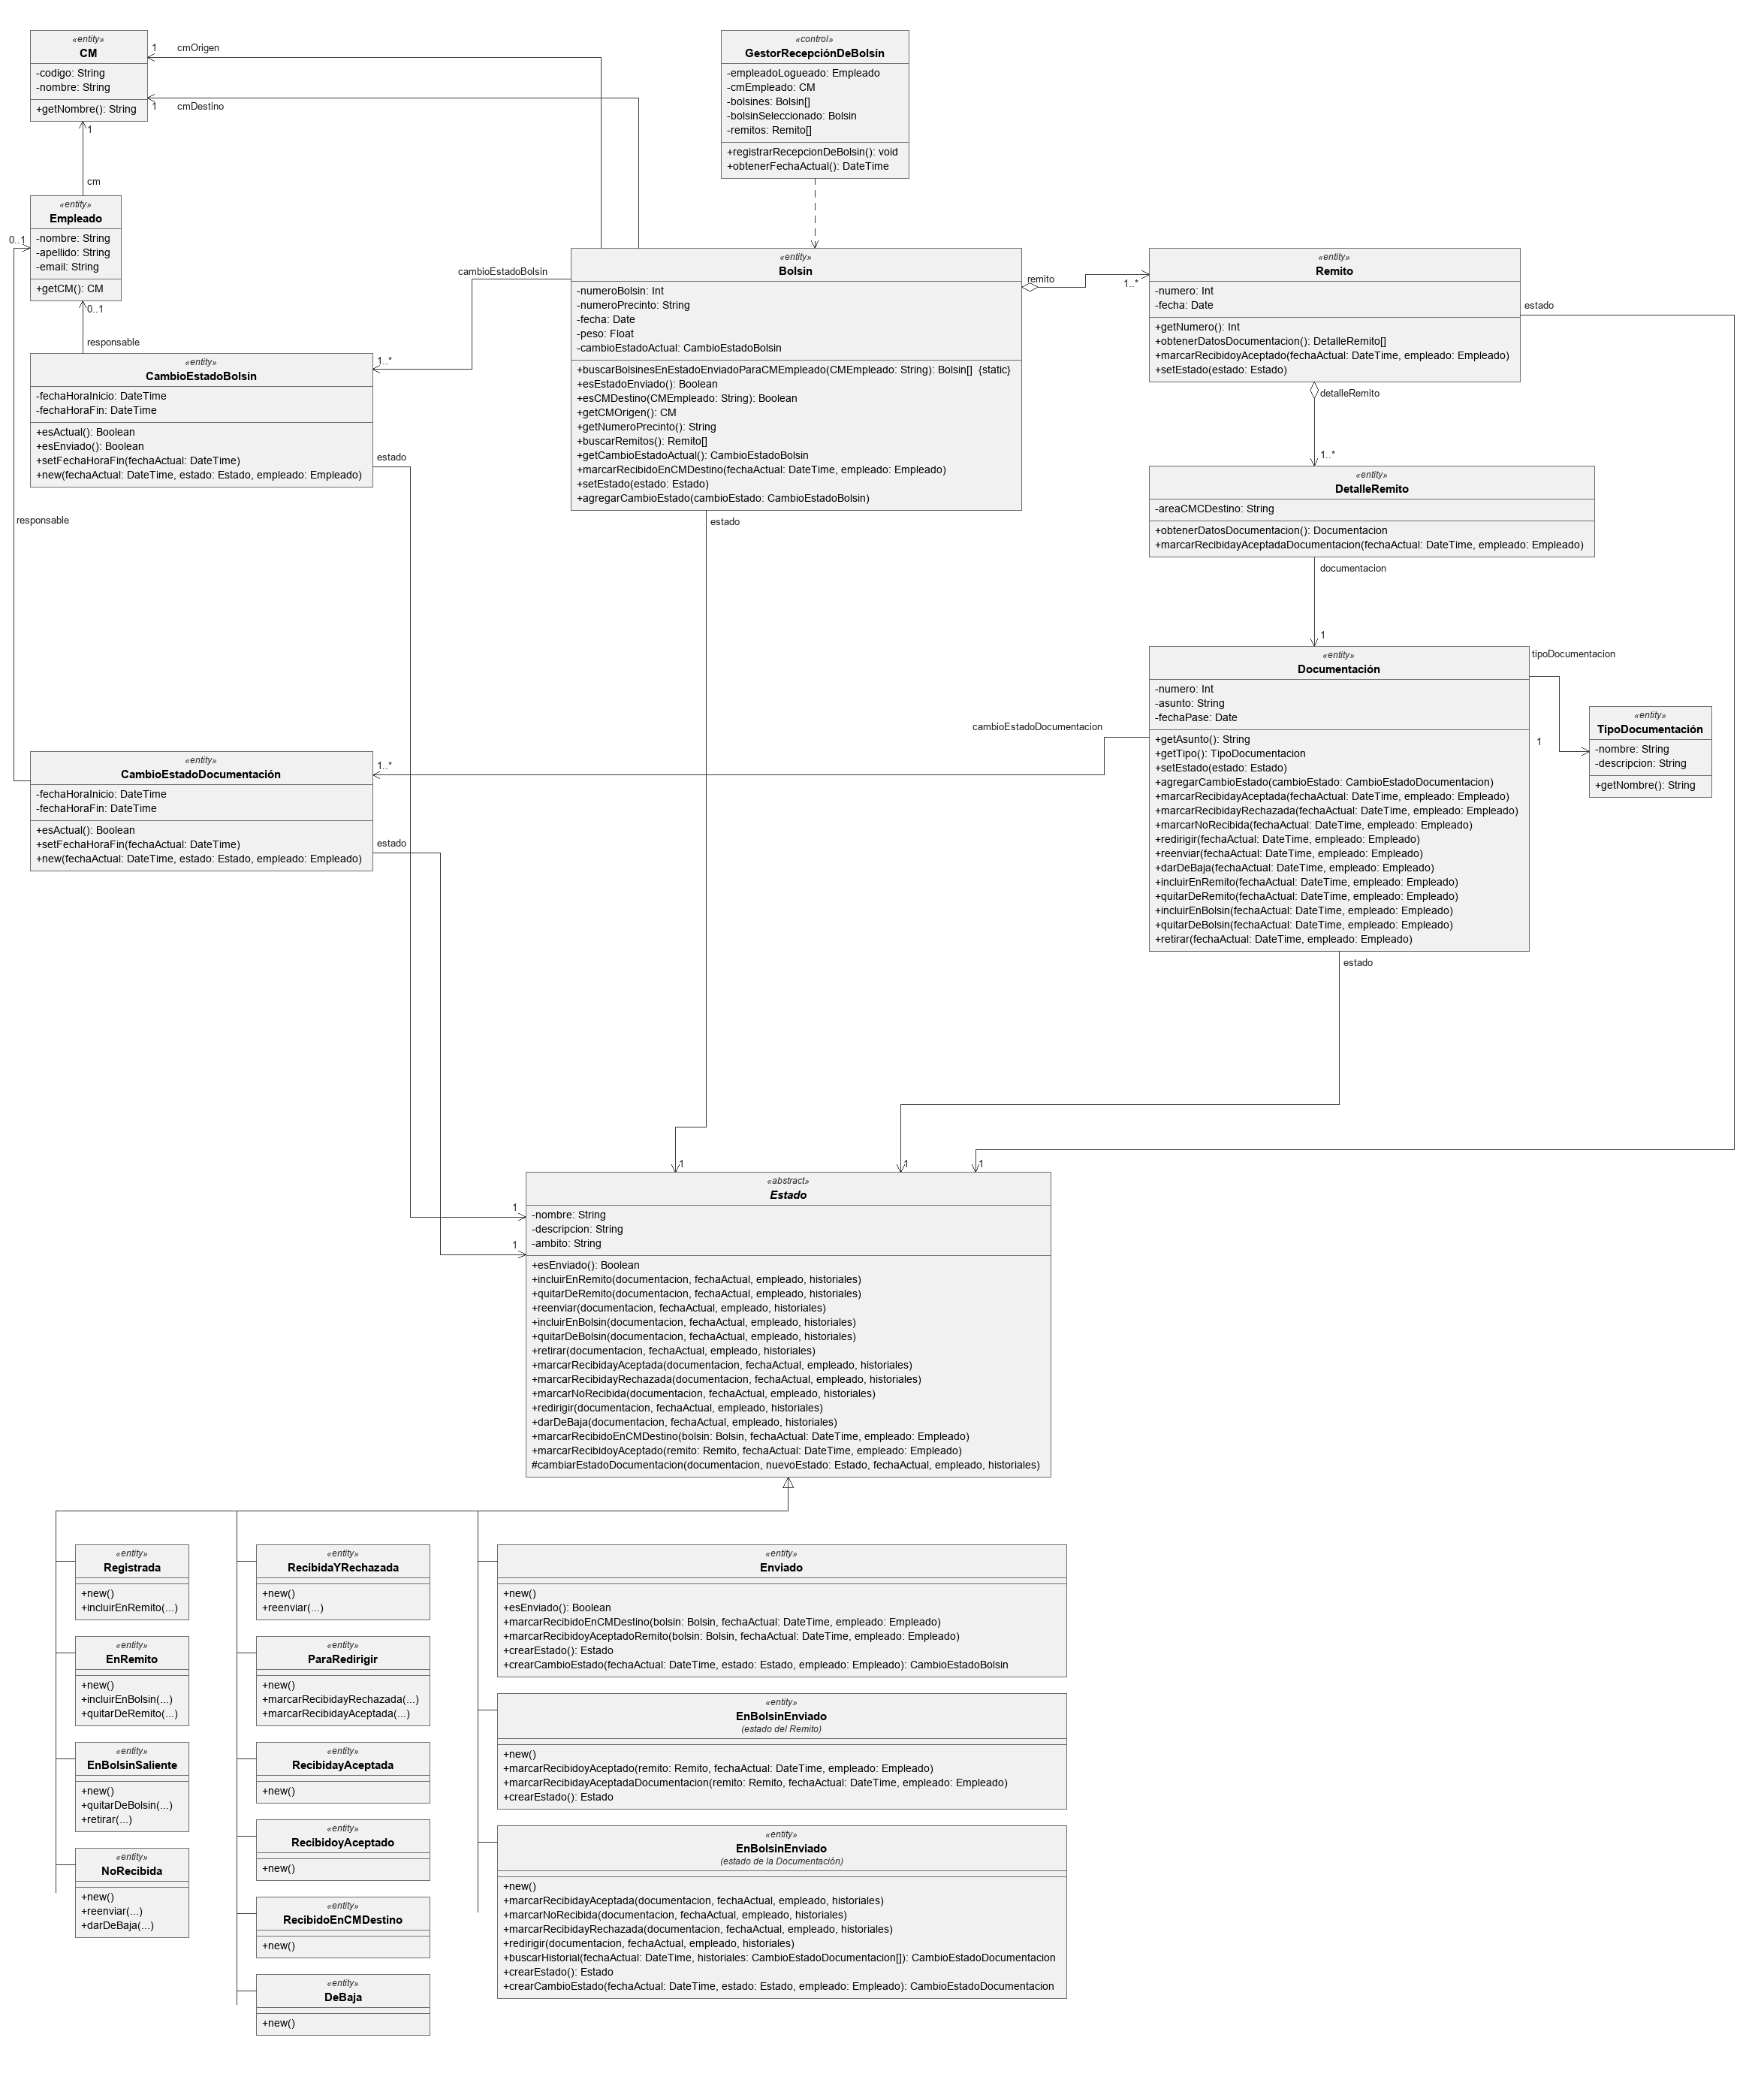 «entity»
CM
-codigo: String
-nombre: String
+getNombre(): String
1
cmOrigen
1
cmDestino
1
cm
«control»
GestorRecepciónDeBolsín
-empleadoLogueado: Empleado
-cmEmpleado: CM
-bolsines: Bolsin[]
-bolsinSeleccionado: Bolsin
-remitos: Remito[]
+registrarRecepcionDeBolsin(): void
+obtenerFechaActual(): DateTime
«entity»
Empleado
-nombre: String
-apellido: String
-email: String
+getCM(): CM
0..1
0..1
responsable
cambioEstadoBolsin
1..*
«entity»
Bolsin
-numeroBolsin: Int
-numeroPrecinto: String
-fecha: Date
-peso: Float
-cambioEstadoActual: CambioEstadoBolsin
+buscarBolsinesEnEstadoEnviadoParaCMEmpleado(CMEmpleado: String): Bolsin[]  {static}
+esEstadoEnviado(): Boolean
+esCMDestino(CMEmpleado: String): Boolean
+getCMOrigen(): CM
+getNumeroPrecinto(): String
+buscarRemitos(): Remito[]
+getCambioEstadoActual(): CambioEstadoBolsin
+marcarRecibidoEnCMDestino(fechaActual: DateTime, empleado: Empleado)
+setEstado(estado: Estado)
+agregarCambioEstado(cambioEstado: CambioEstadoBolsin)
estado
remito
1..*
«entity»
Remito
-numero: Int
-fecha: Date
+getNumero(): Int
+obtenerDatosDocumentacion(): DetalleRemito[]
+marcarRecibidoyAceptado(fechaActual: DateTime, empleado: Empleado)
+setEstado(estado: Estado)
estado
detalleRemito
1..*
«entity»
CambioEstadoBolsín
-fechaHoraInicio: DateTime
-fechaHoraFin: DateTime
+esActual(): Boolean
+esEnviado(): Boolean
+setFechaHoraFin(fechaActual: DateTime)
+new(fechaActual: DateTime, estado: Estado, empleado: Empleado)
estado
responsable
«entity»
DetalleRemito
-areaCMCDestino: String
+obtenerDatosDocumentacion(): Documentacion
+marcarRecibidayAceptadaDocumentacion(fechaActual: DateTime, empleado: Empleado)
documentacion
1
«entity»
Documentación
-numero: Int
-asunto: String
-fechaPase: Date
+getAsunto(): String
+getTipo(): TipoDocumentacion
+setEstado(estado: Estado)
+agregarCambioEstado(cambioEstado: CambioEstadoDocumentacion)
+marcarRecibidayAceptada(fechaActual: DateTime, empleado: Empleado)
+marcarRecibidayRechazada(fechaActual: DateTime, empleado: Empleado)
+marcarNoRecibida(fechaActual: DateTime, empleado: Empleado)
+redirigir(fechaActual: DateTime, empleado: Empleado)
+reenviar(fechaActual: DateTime, empleado: Empleado)
+darDeBaja(fechaActual: DateTime, empleado: Empleado)
+incluirEnRemito(fechaActual: DateTime, empleado: Empleado)
+quitarDeRemito(fechaActual: DateTime, empleado: Empleado)
+incluirEnBolsin(fechaActual: DateTime, empleado: Empleado)
+quitarDeBolsin(fechaActual: DateTime, empleado: Empleado)
+retirar(fechaActual: DateTime, empleado: Empleado)
estado
tipoDocumentacion
1
«entity»
TipoDocumentación
-nombre: String
-descripcion: String
+getNombre(): String
cambioEstadoDocumentacion
1..*
«entity»
CambioEstadoDocumentación
-fechaHoraInicio: DateTime
-fechaHoraFin: DateTime
+esActual(): Boolean
+setFechaHoraFin(fechaActual: DateTime)
+new(fechaActual: DateTime, estado: Estado, empleado: Empleado)
estado
1
1
1
1
1
«abstract»
Estado
-nombre: String
-descripcion: String
-ambito: String
+esEnviado(): Boolean
+incluirEnRemito(documentacion, fechaActual, empleado, historiales)
+quitarDeRemito(documentacion, fechaActual, empleado, historiales)
+reenviar(documentacion, fechaActual, empleado, historiales)
+incluirEnBolsin(documentacion, fechaActual, empleado, historiales)
+quitarDeBolsin(documentacion, fechaActual, empleado, historiales)
+retirar(documentacion, fechaActual, empleado, historiales)
+marcarRecibidayAceptada(documentacion, fechaActual, empleado, historiales)
+marcarRecibidayRechazada(documentacion, fechaActual, empleado, historiales)
+marcarNoRecibida(documentacion, fechaActual, empleado, historiales)
+redirigir(documentacion, fechaActual, empleado, historiales)
+darDeBaja(documentacion, fechaActual, empleado, historiales)
+marcarRecibidoEnCMDestino(bolsin: Bolsin, fechaActual: DateTime, empleado: Empleado)
+marcarRecibidoyAceptado(remito: Remito, fechaActual: DateTime, empleado: Empleado)
#cambiarEstadoDocumentacion(documentacion, nuevoEstado: Estado, fechaActual, empleado, historiales)
«entity»
Registrada
+new()
+incluirEnRemito(...)
«entity»
EnRemito
+new()
+incluirEnBolsin(...)
+quitarDeRemito(...)
«entity»
EnBolsinSaliente
+new()
+quitarDeBolsin(...)
+retirar(...)
«entity»
NoRecibida
+new()
+reenviar(...)
+darDeBaja(...)
«entity»
RecibidaYRechazada
+new()
+reenviar(...)
«entity»
ParaRedirigir
+new()
+marcarRecibidayRechazada(...)
+marcarRecibidayAceptada(...)
«entity»
RecibidayAceptada
+new()
«entity»
RecibidoyAceptado
+new()
«entity»
RecibidoEnCMDestino
+new()
«entity»
DeBaja
+new()
«entity»
Enviado
+new()
+esEnviado(): Boolean
+marcarRecibidoEnCMDestino(bolsin: Bolsin, fechaActual: DateTime, empleado: Empleado)
+marcarRecibidoyAceptadoRemito(bolsin: Bolsin, fechaActual: DateTime, empleado: Empleado)
+crearEstado(): Estado
+crearCambioEstado(fechaActual: DateTime, estado: Estado, empleado: Empleado): CambioEstadoBolsin
«entity»
EnBolsinEnviado
(estado del Remito)
+new()
+marcarRecibidoyAceptado(remito: Remito, fechaActual: DateTime, empleado: Empleado)
+marcarRecibidayAceptadaDocumentacion(remito: Remito, fechaActual: DateTime, empleado: Empleado)
+crearEstado(): Estado
«entity»
EnBolsinEnviado
(estado de la Documentación)
+new()
+marcarRecibidayAceptada(documentacion, fechaActual, empleado, historiales)
+marcarNoRecibida(documentacion, fechaActual, empleado, historiales)
+marcarRecibidayRechazada(documentacion, fechaActual, empleado, historiales)
+redirigir(documentacion, fechaActual, empleado, historiales)
+buscarHistorial(fechaActual: DateTime, historiales: CambioEstadoDocumentacion[]): CambioEstadoDocumentacion
+crearEstado(): Estado
+crearCambioEstado(fechaActual: DateTime, estado: Estado, empleado: Empleado): CambioEstadoDocumentacion